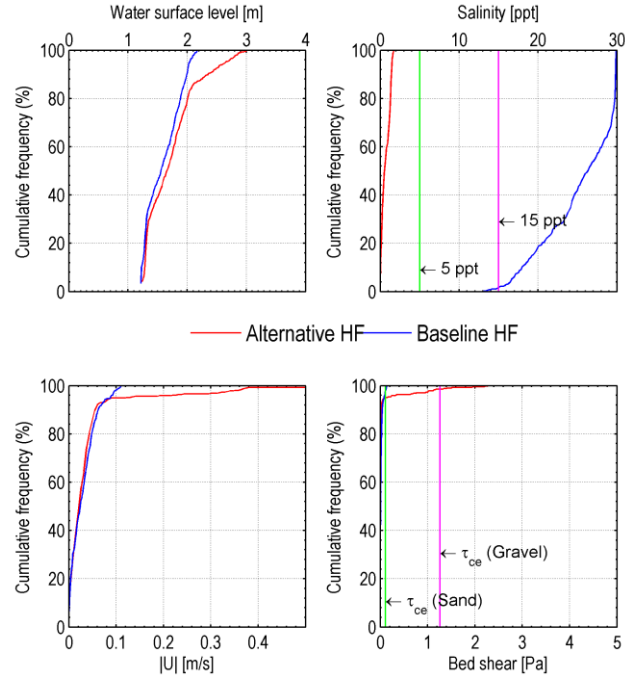 Water surface level [m]
0 1 2 3 4
Cumulative frequency (%)
100
80
60
40
20
0
Salinity [ppt]
0 10 20 30
Cumulative frequency (%)
100
80
60
40
20
0
← 15 ppt
← 5 ppt
Alternative HF
Baseline HF
Cumulative frequency (%)
100
80
60
40
20
0
0 0.1 0.2 0.3 0.4
|U| [m/s]
Cumulative frequency (%)
100
80
60
40
20
0
← τce (Gravel)
← τce (Sand)
0 1 2 3 4 5
Bed shear [Pa]